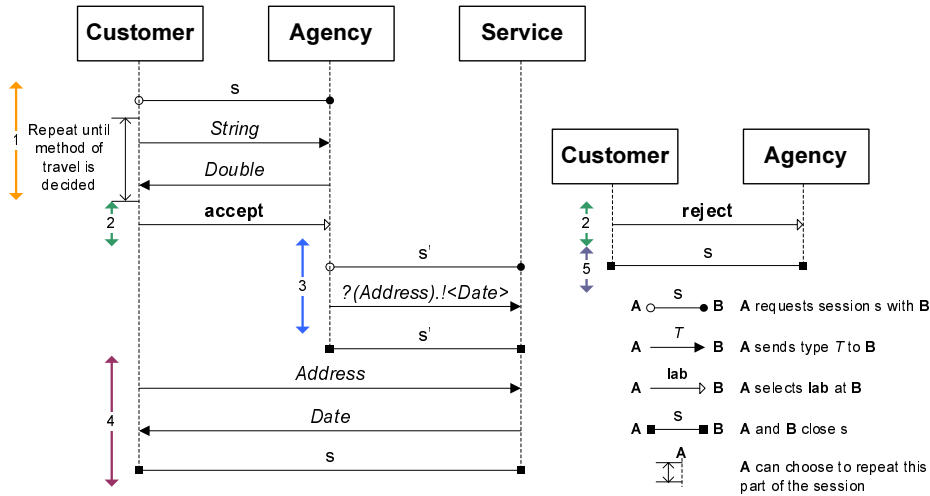 Customer
Agency
Service
s
1
Repeat until
method of
travel is
decided
String
Double
2
accept
3
s'
?(Address).!<Date>
s'
4
Address
Date
s
Customer
Agency
2
reject
5
s
A
s
B
A requests session s with B
A
T
B
A sends type T to B
A
lab
B
A selects lab at B
A
s
B
A and B close s
A
A can choose to repeat this
part of the session